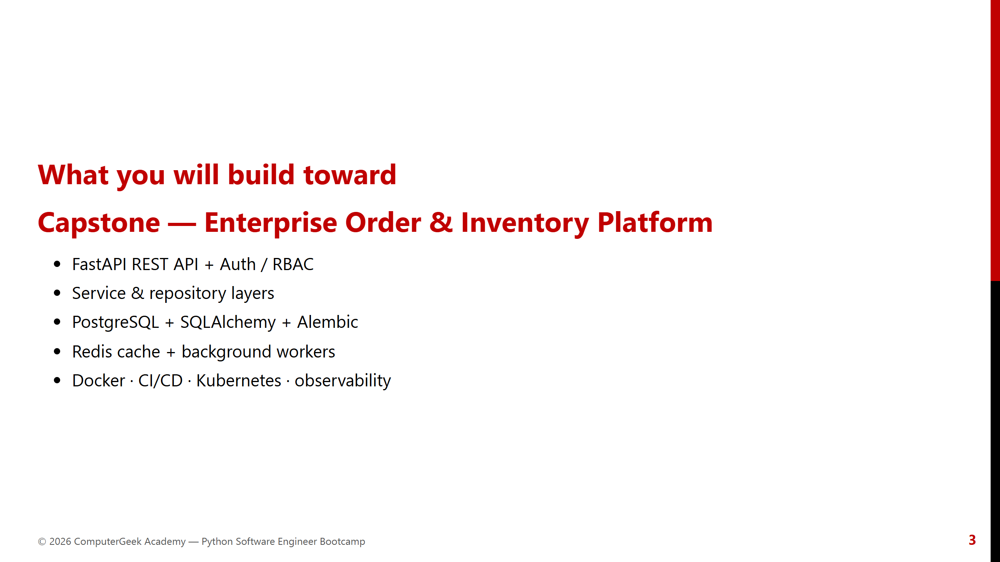 What you will build toward
Capstone — Enterprise Order & Inventory Platform
• FastAPI REST API + Auth / RBAC
• Service & repository layers
• PostgreSQL + SQLAlchemy + Alembic
• Redis cache + background workers
• Docker · CI/CD · Kubernetes · observability
© 2026 ComputerGeek Academy — Python Software Engineer Bootcamp
3